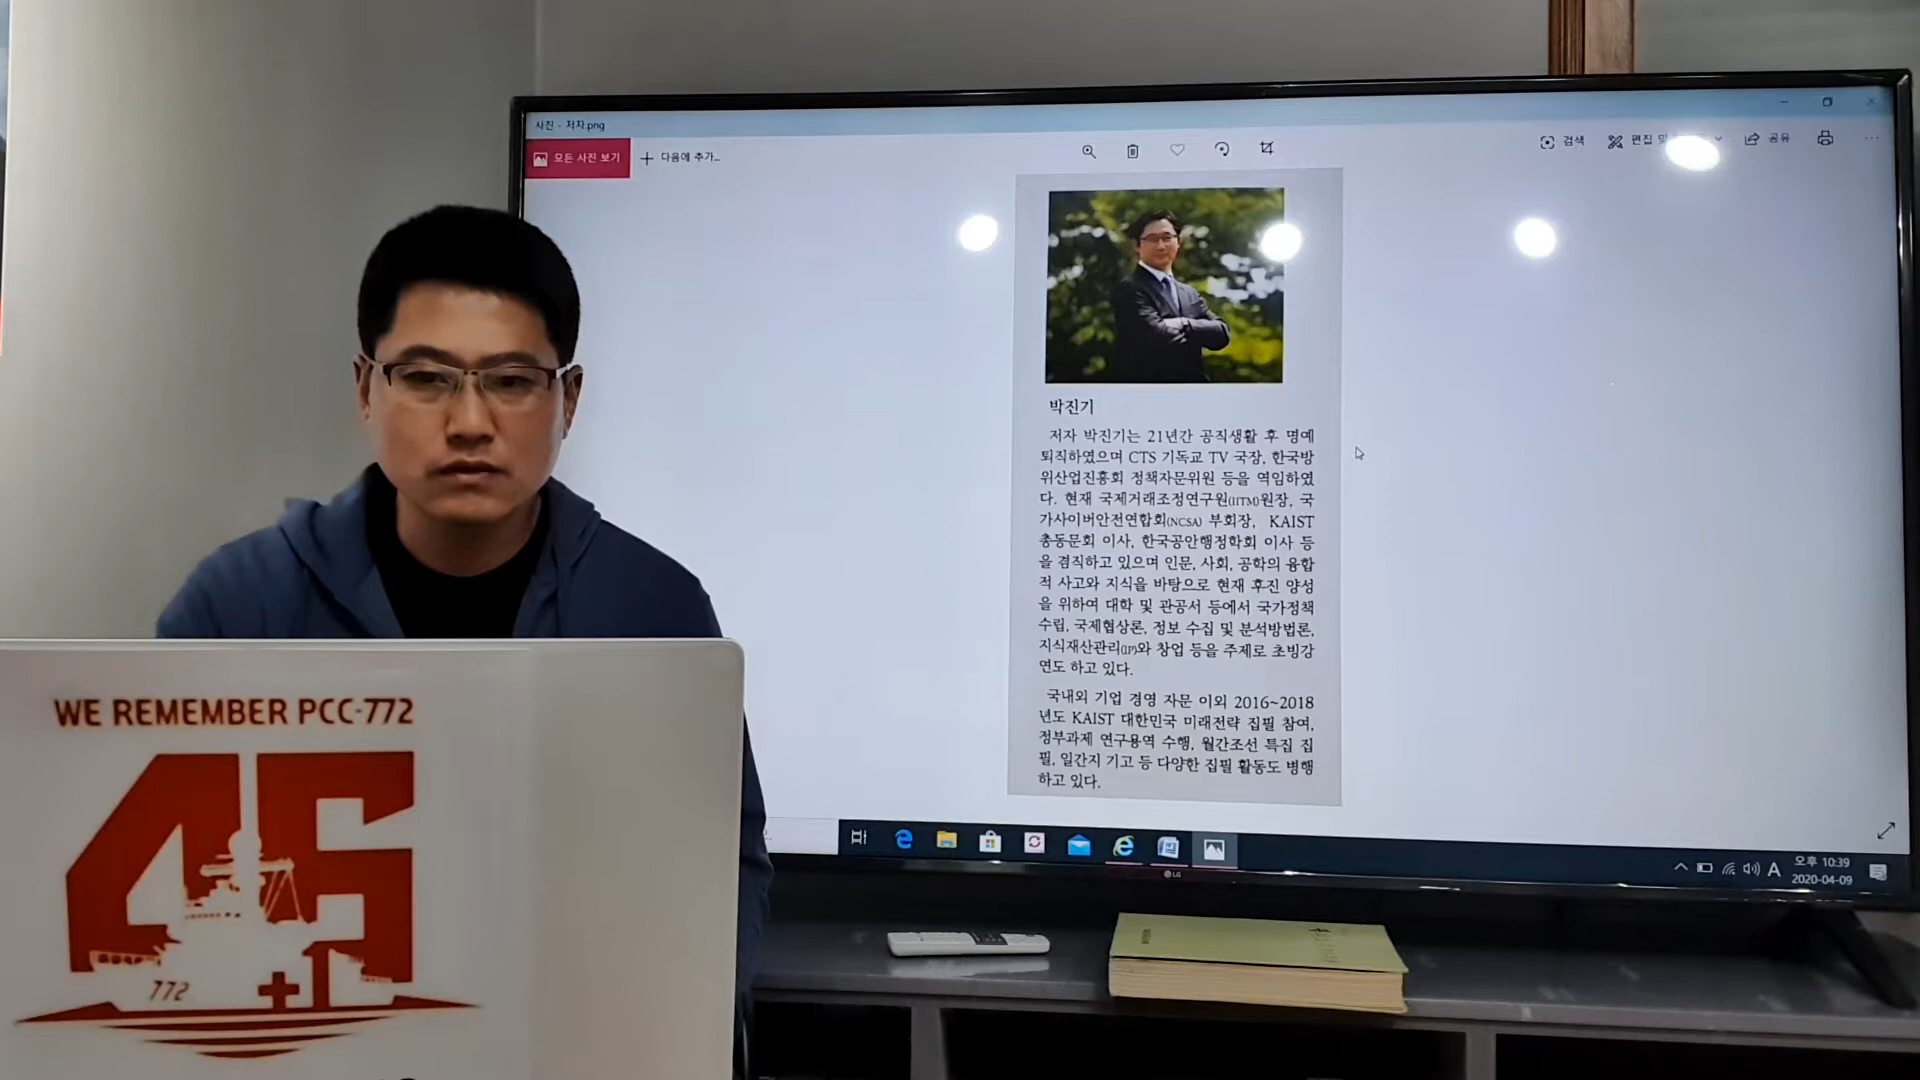 사진 - 저자.png
모든 사진 보기
다음에 추가...
검색
편집 및
공유
박진기
저자 박진기는 21년간 공직생활 후 명예
퇴직하였으며 CTS 기독교 TV 국장, 한국방
위산업진흥회 정책자문위원 등을 역임하였
다. 현재 국제거래조정연구원(IITM)원장, 국
가사이버안전연합회(NCSA) 부회장, KAIST
총동문회 이사, 한국공안행정학회 이사 등
을 겸직하고 있으며 인문, 사회, 공학의 융합
적 사고와 지식을 바탕으로 현재 후진 양성
을 위하여 대학 및 관공서 등에서 국가정책
수립, 국제협상론, 정보 수집 및 분석방법론,
지식재산관리(IP)와 창업 등을 주제로 초빙강
연도 하고 있다.
국내외 기업 경영 자문 이외 2016~2018
년도 KAIST 대한민국 미래전략 집필 참여,
정부과제 연구용역 수행, 월간조선 특집 집
필, 일간지 기고 등 다양한 집필 활동도 병행
하고 있다.
A
오후 10:39
2020-04-09
LG
WE REMEMBER PCC-772
46
772